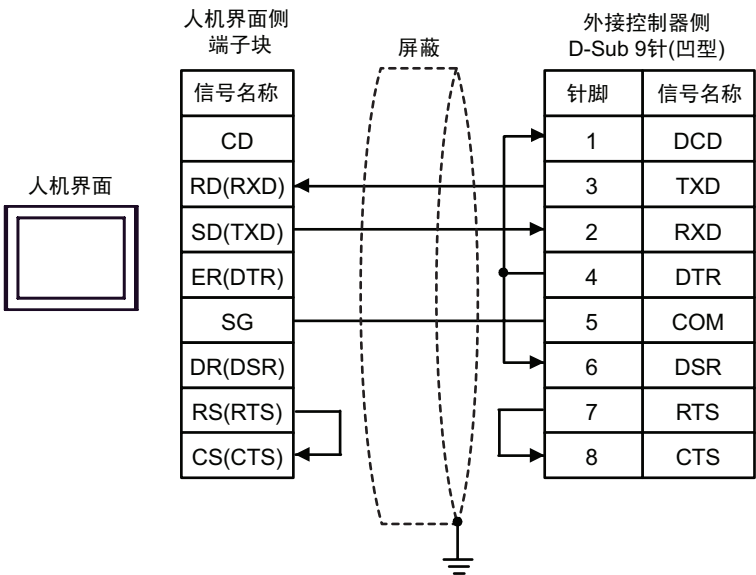 人机界面侧
端子块
屏蔽
外接控制器侧
D-Sub 9针(凹型)
人机界面
信号名称
针脚 信号名称
CD
1 DCD
RD(RXD)
3 TXD
SD(TXD)
2 RXD
ER(DTR)
4 DTR
SG
5 COM
DR(DSR)
6 DSR
RS(RTS)
7 RTS
CS(CTS)
8 CTS